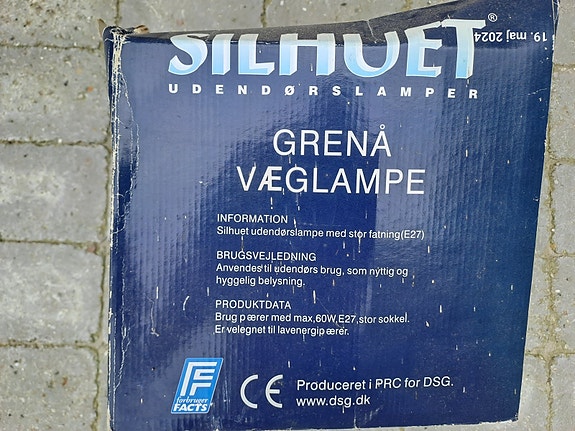 SILHUET®
19. maj 2024
UDENDØRSLAMPER
GRENÅ
VÆGLAMPE
INFORMATION
Silhuet udendørslampe med stor fatning(E27)
BRUGSVEJLEDNING
Anvendes til udendørs brug, som nyttig og
hyggelig belysning.
PRODUKTDATA
Brug pærer med max,60W,E27,stor sokkel.
Er velegnet til lavenergipærer.
FF
forbruger
FACTS
CE
Produceret i PRC for DSG.
www.dsg.dk